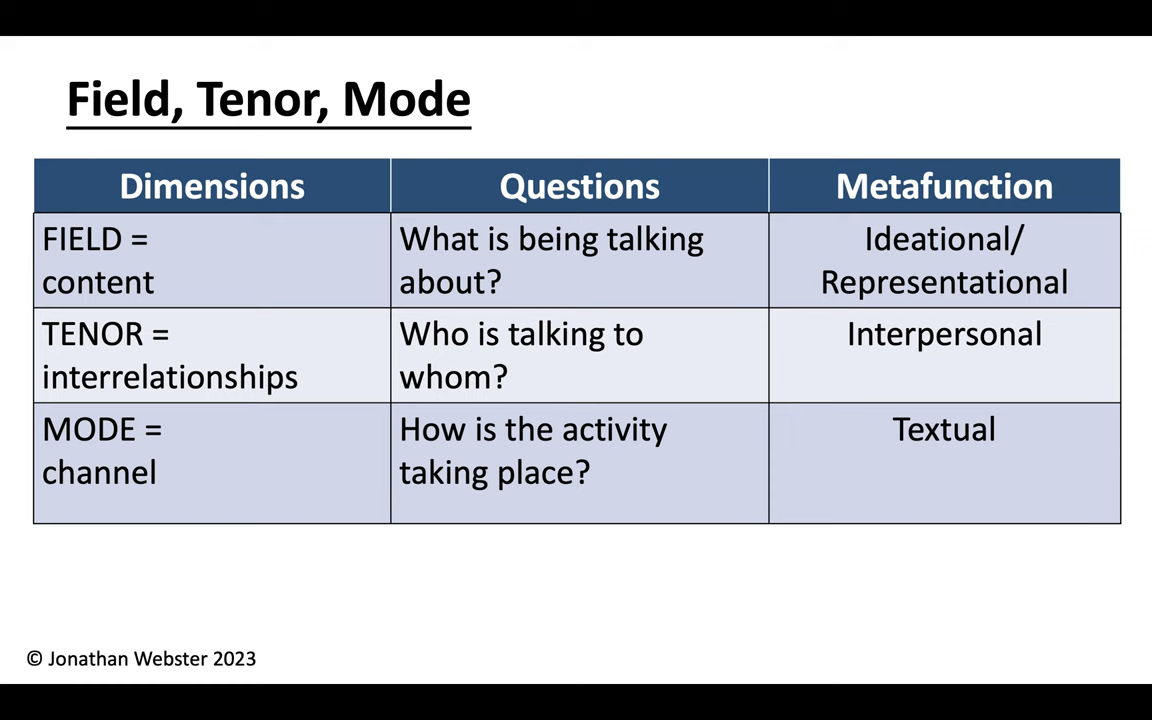 Field, Tenor, Mode
Dimensions Questions Metafunction
FIELD =
content
What is being talking
about?
Ideational/
Representational
TENOR =
interrelationships
Who is talking to
whom?
Interpersonal
MODE =
channel
How is the activity
taking place?
Textual
© Jonathan Webster 2023